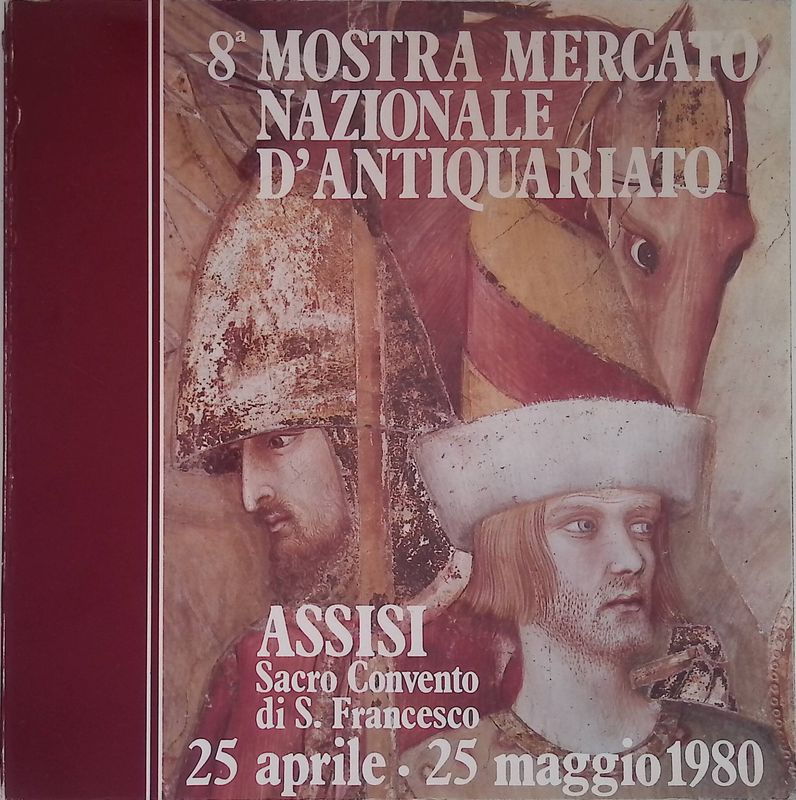 8ª MOSTRA MERCATO
NAZIONALE
D'ANTIQUARIATO
ASSISI
Sacro Convento
di S. Francesco
25 aprile · 25 maggio 1980